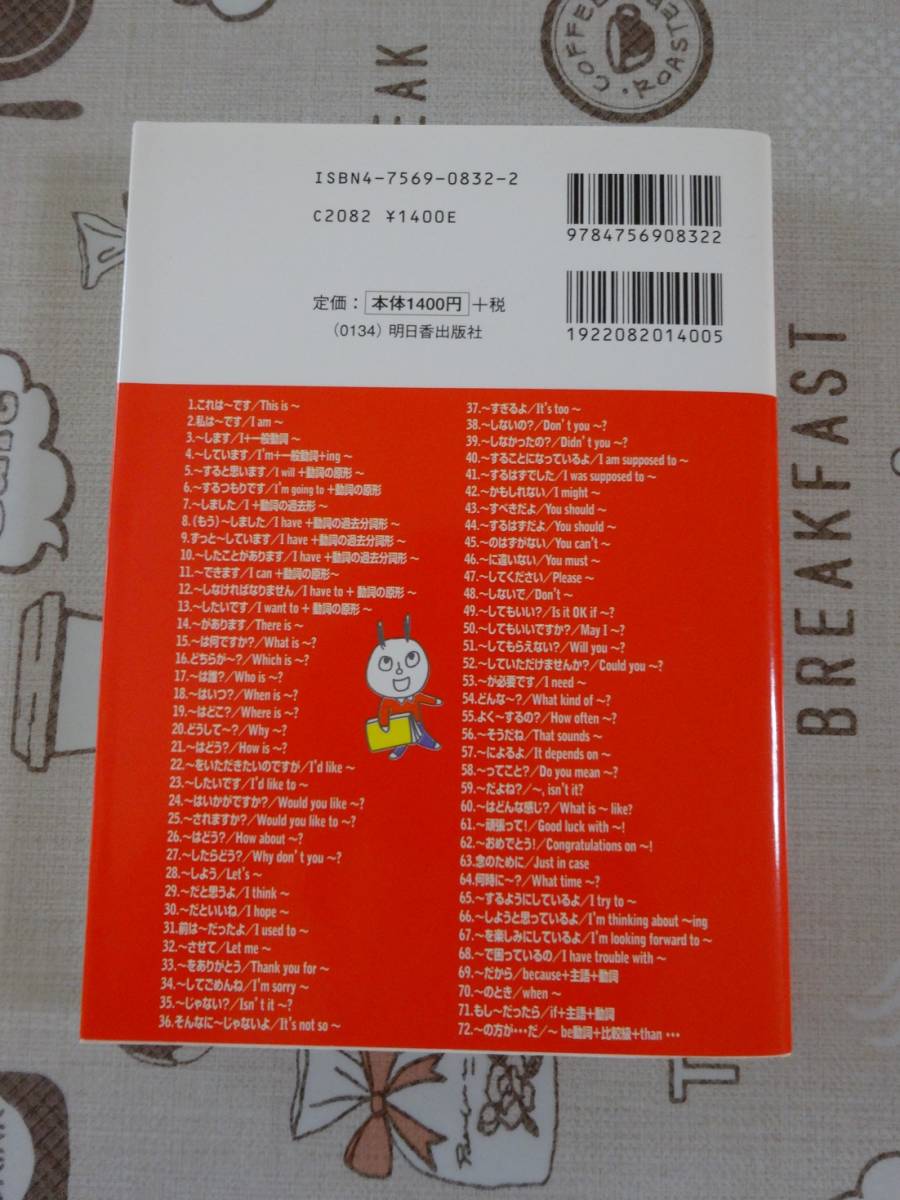 COFFEE
ROASTER
BREAK
ISBN4-7569-0832-2
C2082 ¥1400E
9784756908322
定価： 本体1400円 +税
(0134) 明日香出版社
1922082014005
BREAKFAST
1.これは～です/This is ～
2.私は～です/I am ～
3.～します/I+一般動詞 ～
4.～しています/I'm+一般動詞+ing ～
5.～すると思います/I will +動詞の原形 ～
6.～するつもりです/I'm going to +動詞の原形
7.～しました/I +動詞の過去形 ～
8.(もう)～しました/I have +動詞の過去分詞形 ～
9.ずっと～しています/I have +動詞の過去分詞形 ～
10.～したことがあります/I have +動詞の過去分詞形 ～
11.～できます/I can +動詞の原形～
12.～しなければなりません/I have to + 動詞の原形 ～
13.～したいです/I want to + 動詞の原形 ～
14.～があります/There is ～
15.～は何ですか?/What is ～?
16.どちらが～?/Which is ～?
17.～は誰?/Who is ～?
18.～はいつ?/When is ～?
19.～はどこ?/Where is ～?
20.どうして～?/Why ～?
21.～はどう?/How is ～?
22.～をいただきたいのですが/I'd like ～
23.～したいです/I'd like to ～
24.～はいかがですか?/Would you like ～?
25.～されますか?/Would you like to ～?
26.～はどう?/How about ～?
27.～したらどう?/Why don't you ～?
28.～しよう/Let's ～
29.～だと思うよ/I think ～
30.～だといいね/I hope ～
31.前は～だったよ/I used to ～
32.～させて/Let me ～
33.～をありがとう/Thank you for ～
34.～してごめんね/I'm sorry ～
35.～じゃない?/Isn't it ～?
36.そんなに～じゃないよ/It's not so ～
37.～すぎるよ/It's too ～
38.～しないの?/Don't you ～?
39.～しなかったの?/Didn't you ～?
40.～することになっているよ/I am supposed to ～
41.～するはずでした/I was supposed to ～
42.～かもしれない/I might ～
43.～すべきだよ/You should ～
44.～するはずだよ/You should ～
45.～のはずがない/You can't ～
46.～に違いない/You must ～
47.～してください/Please ～
48.～しないで/Don't ～
49.～してもいい?/Is it OK if ～?
50.～してもいいですか?/May I ～?
51.～してもらえない?/Will you ～?
52.～していただけませんか?/Could you ～?
53.～が必要です/I need ～
54.どんな～?/What kind of ～?
55.よく～するの?/How often ～?
56.～そうだね/That sounds ～
57.～によるよ/It depends on ～
58.～ってこと?/Do you mean ～?
59.～だよね?/～, isn't it?
60.～はどんな感じ?/What is ～ like?
61.～頑張って!/Good luck with ～!
62.～おめでとう!/Congratulations on ～!
63.念のために/Just in case
64.何時に～?/What time ～?
65.～するようにしているよ/I try to ～
66.～しようと思っているよ/I'm thinking about ～ing
67.～を楽しみにしているよ/I'm looking forward to ～
68.～で困っているの/I have trouble with ～
69.～だから/because+主語+動詞
70.～のとき/when ～
71.もし～だったら/if+主語+動詞
72.～の方が…だ/～ be動詞+比較級+than …